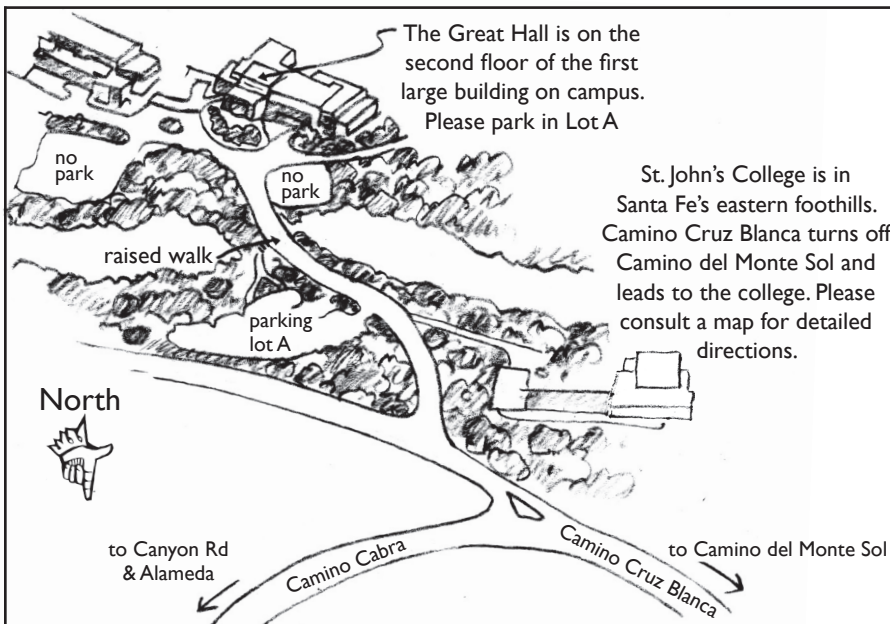 The Great Hall is on the
second floor of the first
large building on campus.
Please park in Lot A
no
park
no
park
St. John's College is in
Santa Fe's eastern foothills.
Camino Cruz Blanca turns off
Camino del Monte Sol and
leads to the college. Please
consult a map for detailed
directions.
raised walk
parking
lot A
North
to Canyon Rd
& Alameda
Camino Cabra
Camino Cruz Blanca
to Camino del Monte Sol